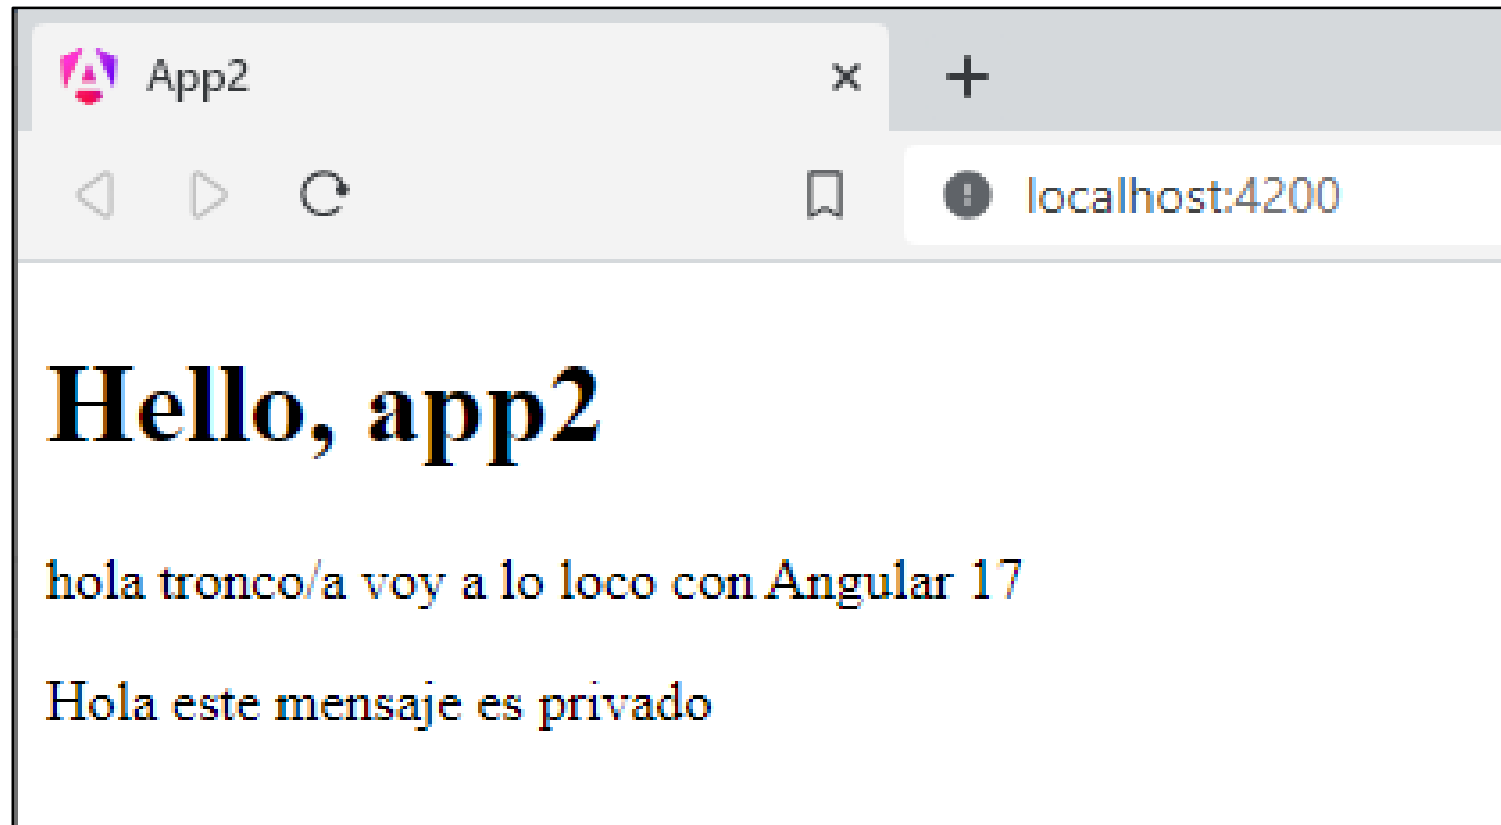 App2
localhost:4200
Hello, app2
hola tronco/a voy a lo loco con Angular 17
Hola este mensaje es privado